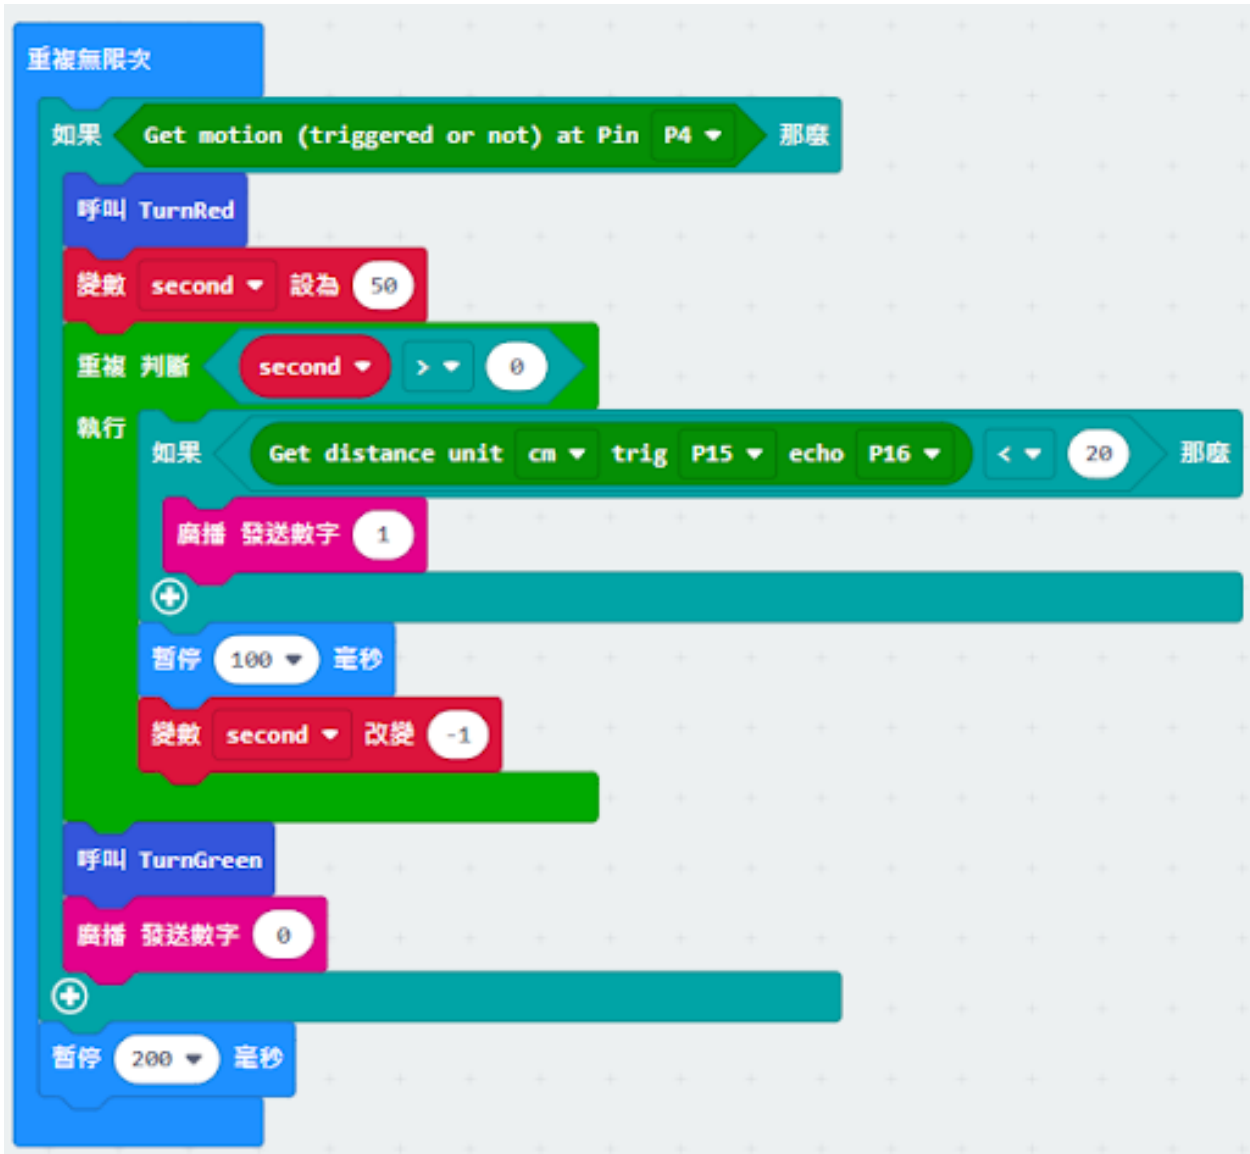 重複無限次
如果 Get motion (triggered or not) at Pin P4 那麼
呼叫 TurnRed
變數 second 設為 50
重複 判斷 second > 0
執行
如果 Get distance unit cm trig P15 echo P16 < 20 那麼
廣播 發送數字 1
暫停 100 毫秒
變數 second 改變 -1
呼叫 TurnGreen
廣播 發送數字 0
暫停 200 毫秒